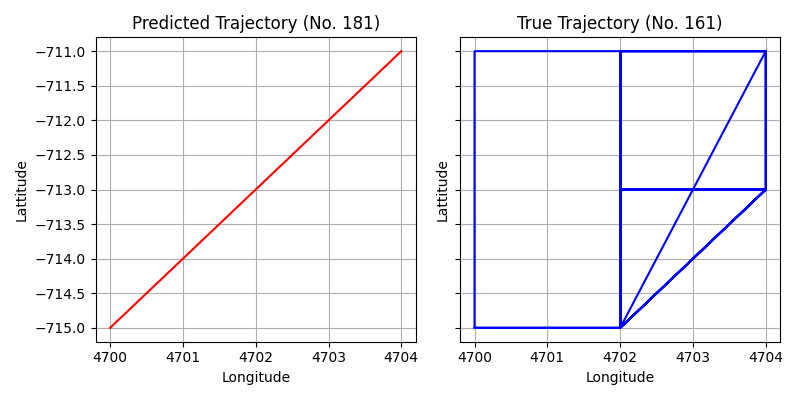 Predicted Trajectory (No. 181)
True Trajectory (No. 161)
−711.0
−711.5
−712.0
−712.5
−713.0
−713.5
−714.0
−714.5
−715.0
Lattitude
Lattitude
4700 4701 4702 4703 4704
4700 4701 4702 4703 4704
Longitude
Longitude